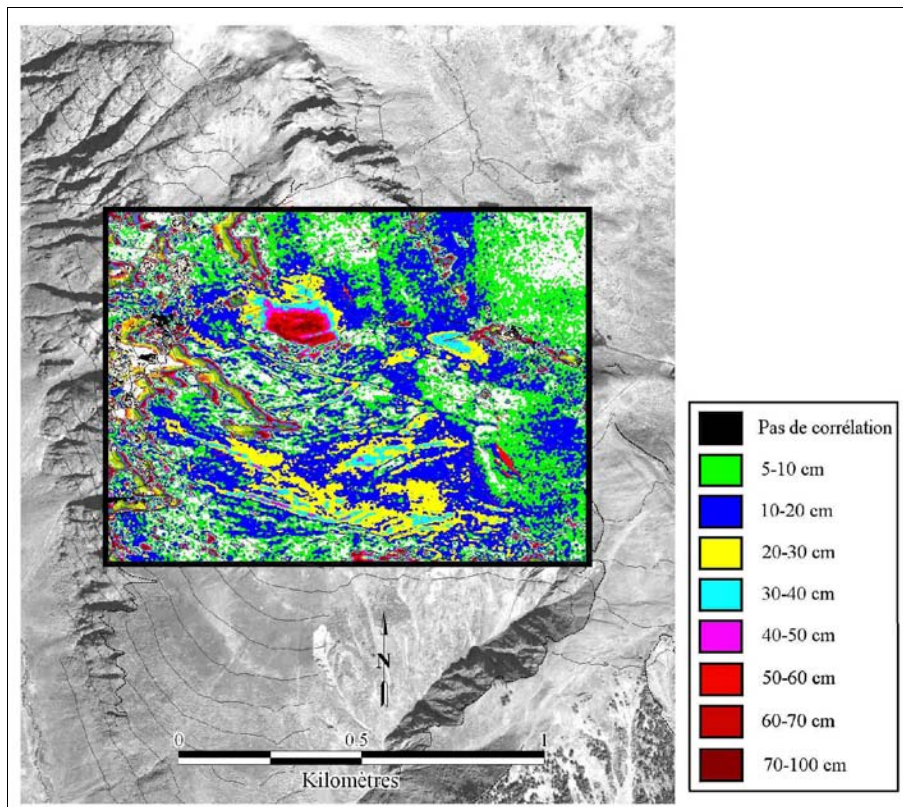 Pas de corrélation
5-10 cm
10-20 cm
20-30 cm
30-40 cm
40-50 cm
50-60 cm
60-70 cm
70-100 cm
N
0 0.5 1
Kilomètres